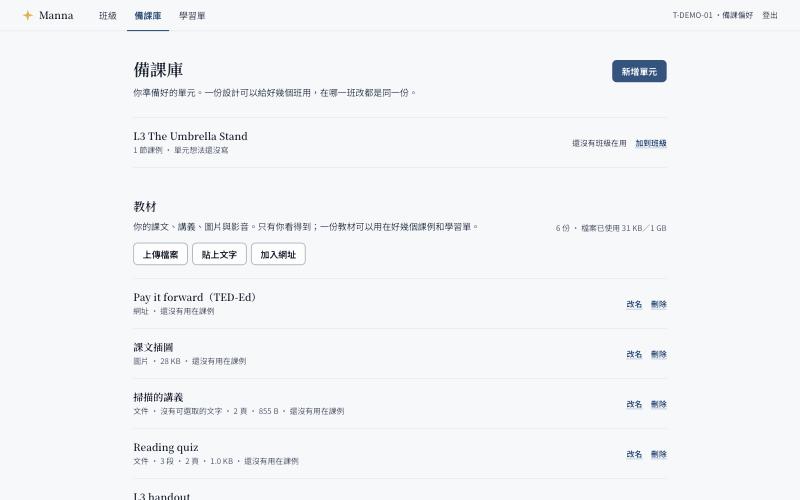 Manna
班級
備課庫
學習單
T-DEMO-01 · 備課偏好
登出
備課庫
新增單元
你準備好的單元。一份設計可以給好幾個班用，在哪一班改都是同一份。
L3 The Umbrella Stand
1 節課例 · 單元想法還沒寫
還沒有班級在用
加到班級
教材
你的課文、講義、圖片與影音。只有你看得到；一份教材可以用在好幾個課例和學習單。
6 份 · 檔案已使用 31 KB／1 GB
上傳檔案
貼上文字
加入網址
Pay it forward（TED-Ed）
網址 · 還沒有用在課例
改名
刪除
課文插圖
圖片 · 28 KB · 還沒有用在課例
改名
刪除
掃描的講義
文件 · 沒有可選取的文字 · 2 頁 · 855 B · 還沒有用在課例
改名
刪除
Reading quiz
文件 · 3 段 · 2 頁 · 1.0 KB · 還沒有用在課例
改名
刪除
L3 handout